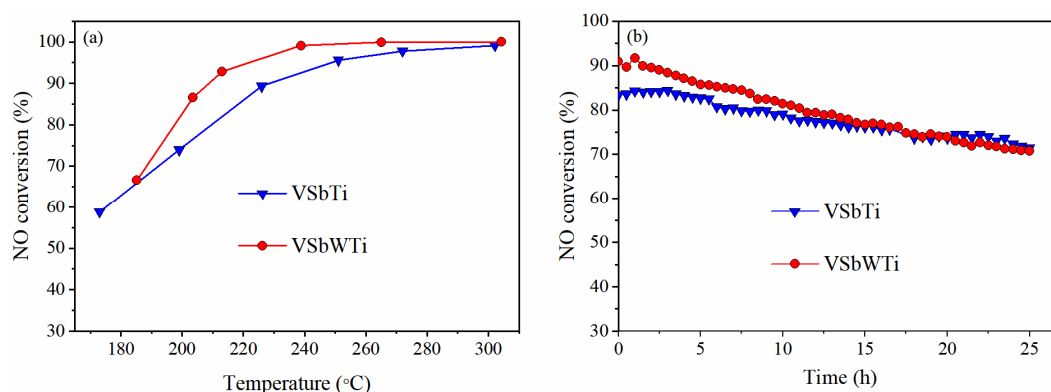 (a)
NO conversion (%)
100
90
80
70
60
50
40
30
VSbTi
VSbWTi
180 200 220 240 260 280 300
Temperature (°C)
(b)
NO conversion (%)
100
90
80
70
60
50
40
30
VSbTi
VSbWTi
0 5 10 15 20 25
Time (h)